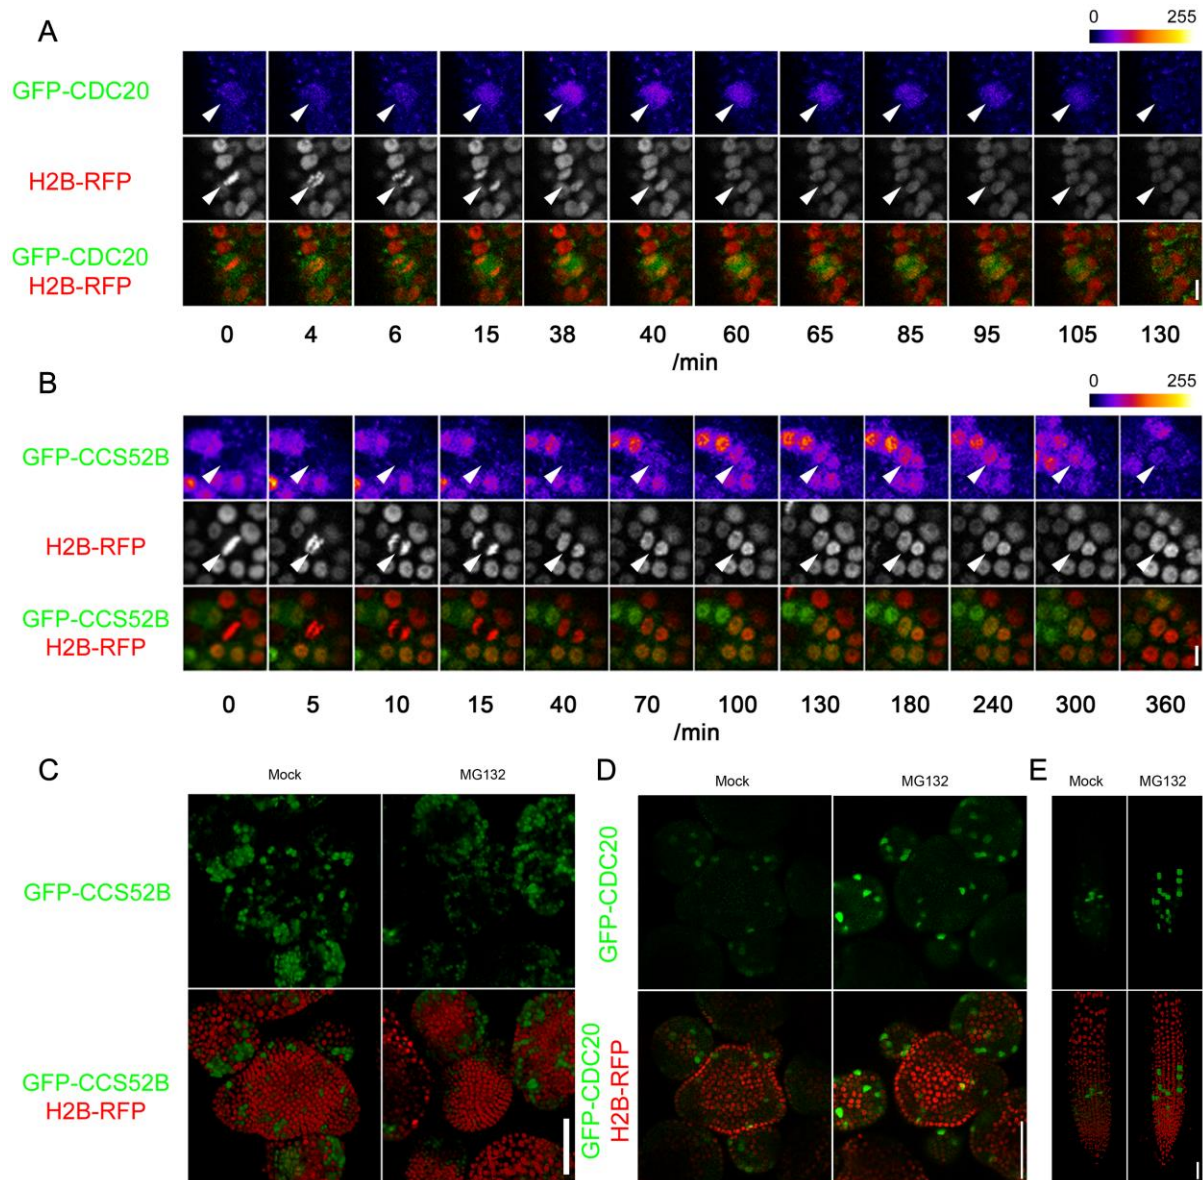 A
0 255
GFP-CDC20
H2B-RFP
GFP-CDC20
H2B-RFP
0 4 6 15 38 40 60 65 85 95 105 130
/min
B
0 255
GFP-CCS52B
H2B-RFP
GFP-CCS52B
H2B-RFP
0 5 10 15 40 70 100 130 180 240 300 360
/min
C
Mock MG132
GFP-CCS52B
GFP-CCS52B
H2B-RFP
D
Mock MG132
GFP-CDC20
GFP-CDC20
H2B-RFP
E
Mock MG132